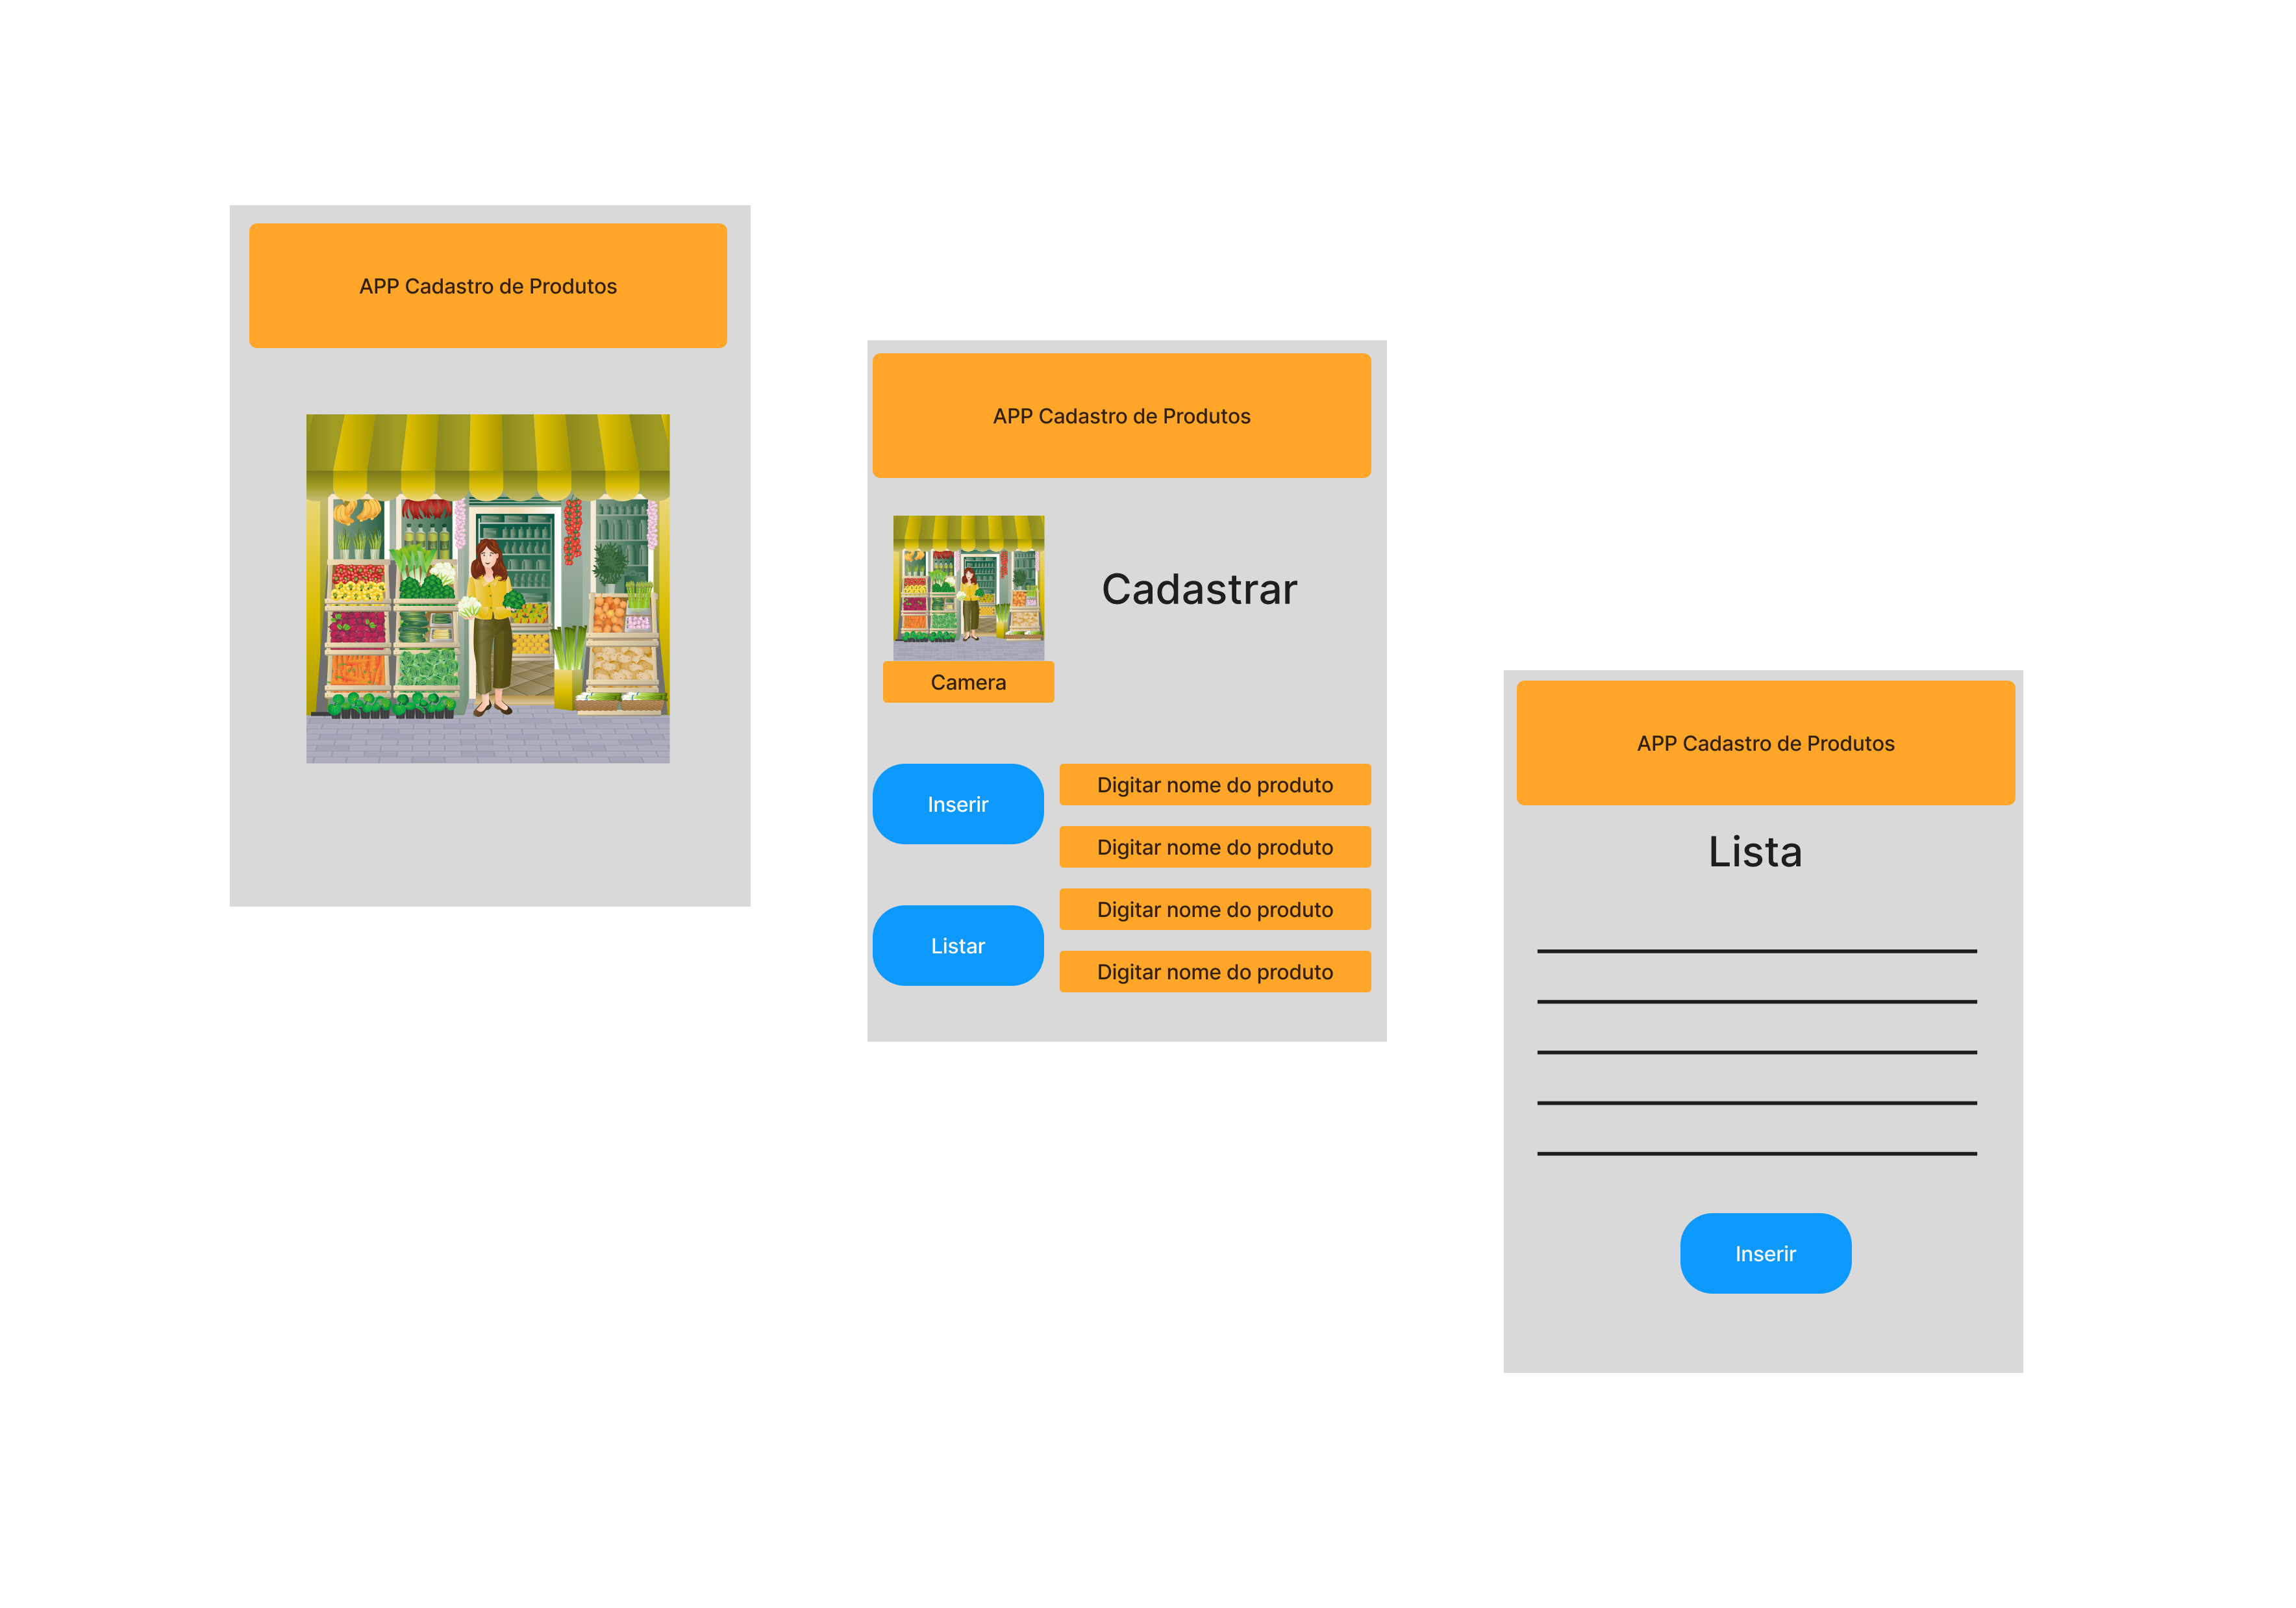 APP Cadastro de Produtos
APP Cadastro de Produtos
Cadastrar
Camera
Inserir
Listar
Digitar nome do produto
Digitar nome do produto
Digitar nome do produto
Digitar nome do produto
APP Cadastro de Produtos
Lista
Inserir